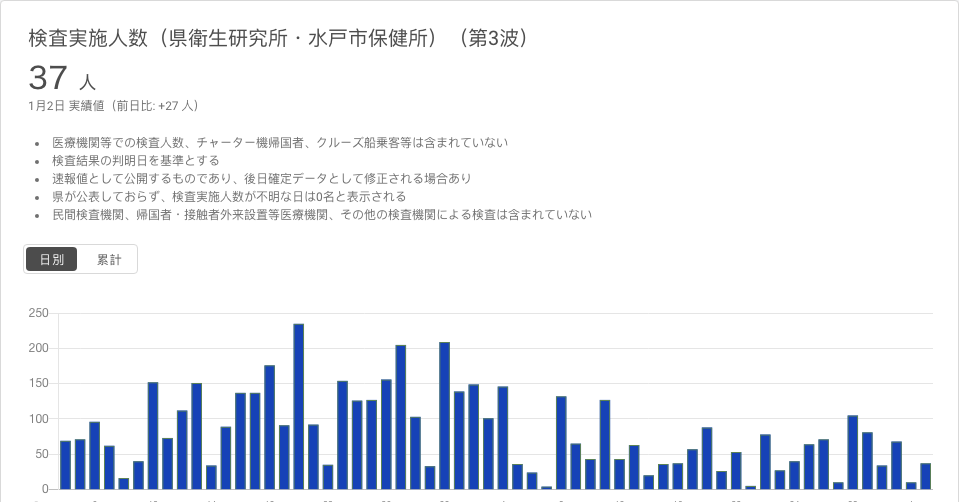 検査実施人数（県衛生研究所・水戸市保健所）（第3波）
37 人
1月2日 実績値（前日比: +27 人）
医療機関等での検査人数、チャーター機帰国者、クルーズ船乗客等は含まれていない
検査結果の判明日を基準とする
速報値として公開するものであり、後日確定データとして修正される場合あり
県が公表しておらず、検査実施人数が不明な日は0名と表示される
民間検査機関、帰国者・接触者外来設置等医療機関、その他の検査機関による検査は含まれていない
日別 累計
250
200
150
100
50
0